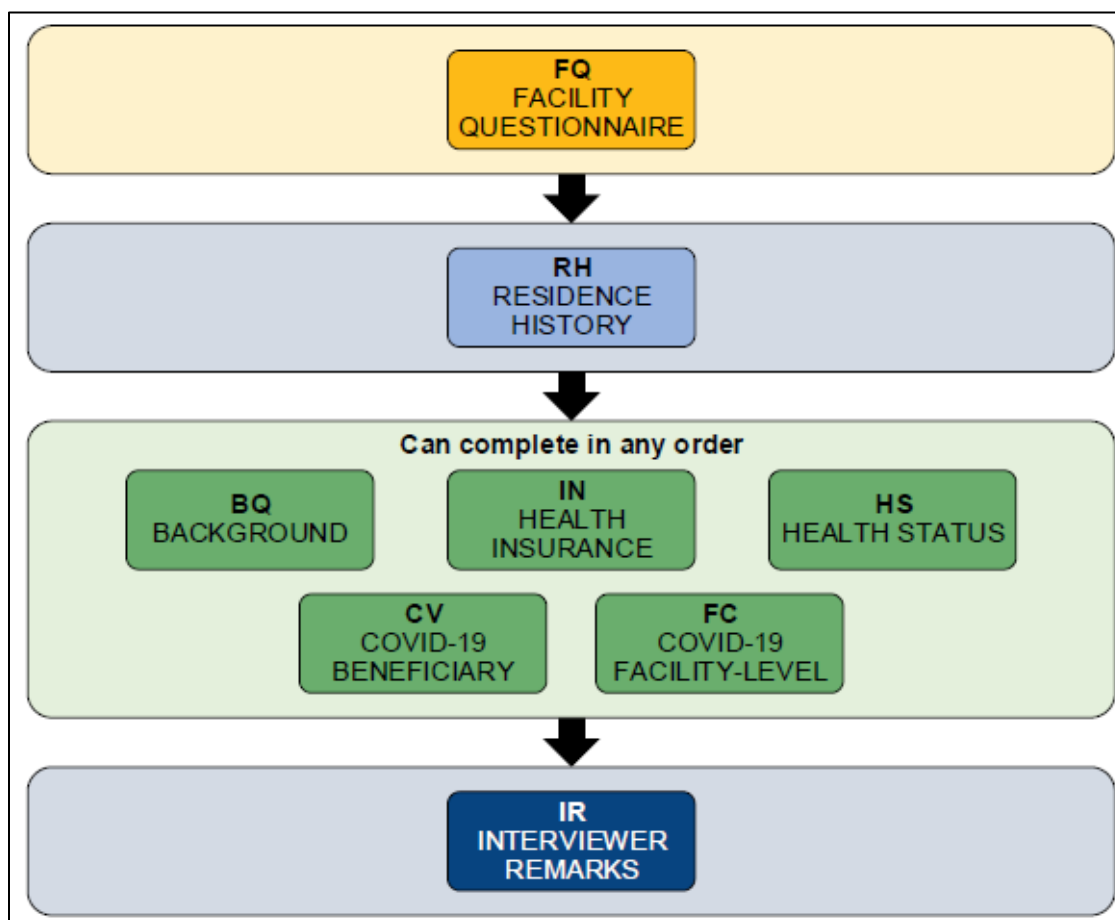 FQ
FACILITY
QUESTIONNAIRE
RH
RESIDENCE
HISTORY
Can complete in any order
BQ
BACKGROUND
IN
HEALTH
INSURANCE
HS
HEALTH STATUS
CV
COVID-19
BENEFICIARY
FC
COVID-19
FACILITY-LEVEL
IR
INTERVIEWER
REMARKS